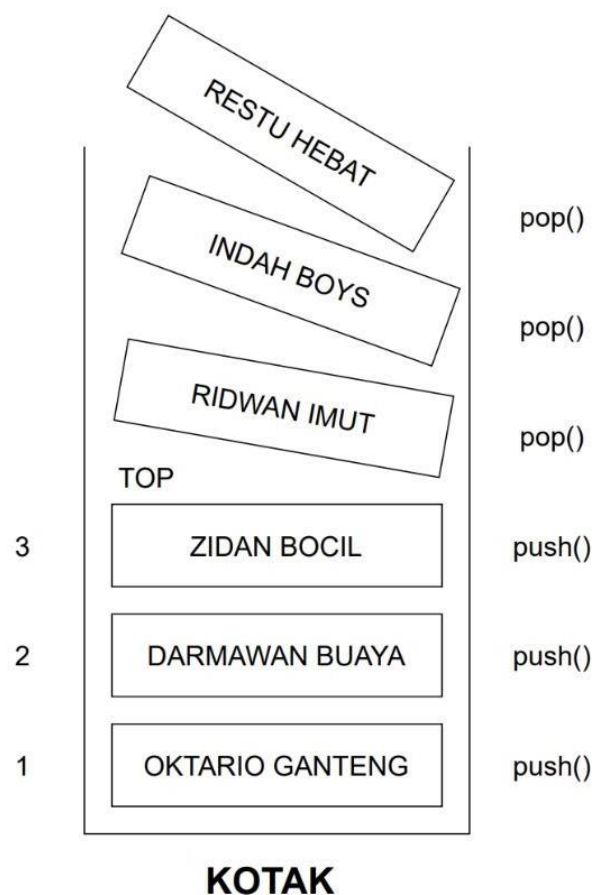 RESTU HEBAT
pop()
INDAH BOYS
pop()
RIDWAN IMUT
pop()
TOP
3 ZIDAN BOCIL push()
2 DARMAWAN BUAYA push()
1 OKTARIO GANTENG push()
KOTAK